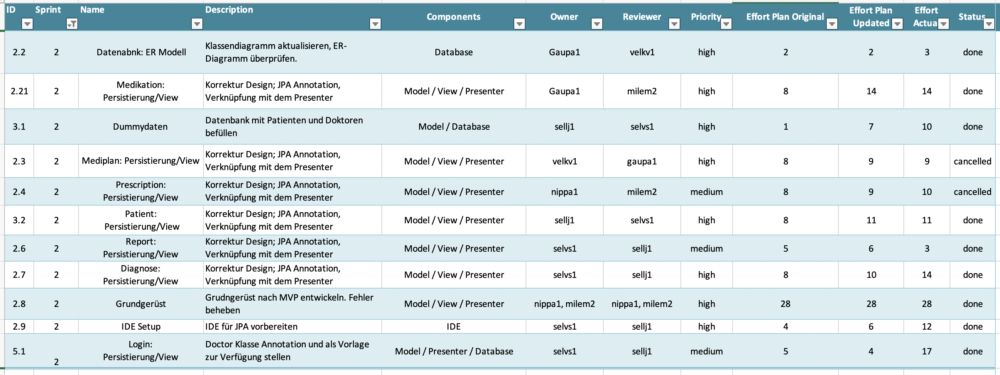 ID Sprint Name Description Components Owner Reviewer Priority Effort Plan Original Effort Plan Updated Effort Actua Status
2.2 2 Datenabnk: ER Modell Klassendiagramm aktualisieren, ER-
Diagramm überprüfen. Database Gaupa1 velkv1 high 2 2 3 done
2.21 2 Medikation:
Persistierung/View Korrektur Design; JPA Annotation,
Verknüpfung mit dem Presenter Model / View / Presenter Gaupa1 milem2 high 8 14 14 done
3.1 2 Dummydaten Datenbank mit Patienten und Doktoren
befüllen Model / Database sellj1 selvs1 high 1 7 10 done
2.3 2 Mediplan: Persistierung/View Korrektur Design; JPA Annotation,
Verknüpfung mit dem Presenter Model / View / Presenter velkv1 gaupa1 high 8 9 9 cancelled
2.4 2 Prescription:
Persistierung/View Korrektur Design; JPA Annotation,
Verknüpfung mit dem Presenter Model / View / Presenter nippa1 milem2 medium 8 9 10 cancelled
3.2 2 Patient:
Persistierung/View Korrektur Design; JPA Annotation,
Verknüpfung mit dem Presenter Model / View / Presenter sellj1 selvs1 high 8 11 11 done
2.6 2 Report:
Persistierung/View Korrektur Design; JPA Annotation,
Verknüpfung mit dem Presenter Model / View / Presenter selvs1 sellj1 medium 5 6 3 done
2.7 2 Diagnose:
Persistierung/View Korrektur Design; JPA Annotation,
Verknüpfung mit dem Presenter Model / View / Presenter selvs1 sellj1 high 8 10 14 done
2.8 2 Grundgerüst Grudngerüst nach MVP entwickeln. Fehler
beheben Model / View / Presenter nippa1, milem2 nippa1, milem2 high 28 28 28 done
2.9 2 IDE Setup IDE für JPA vorbereiten IDE selvs1 sellj1 high 4 6 12 done
5.1 2 Login:
Persistierung/View Doctor Klasse Annotation und als Vorlage
zur Verfügung stellen Model / Presenter / Database selvs1 sellj1 medium 5 4 17 done